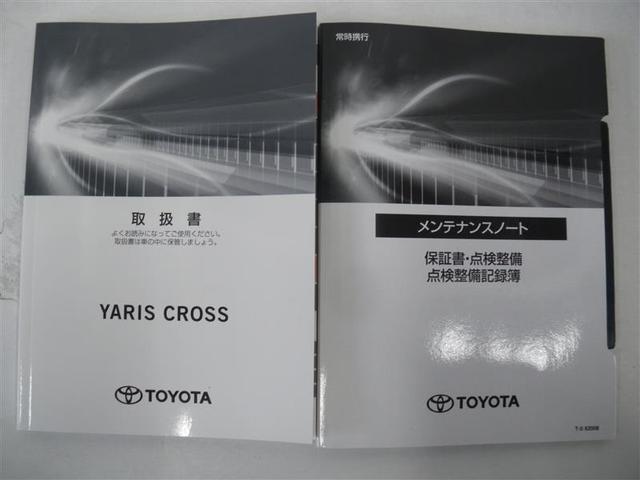 取扱書
よくお読みになってご使用ください。
取扱書は車の中に保管しましょう。
YARIS CROSS
TOYOTA
常時携行
メンテナンスノート
保証書・点検整備
点検整備記録簿
TOYOTA